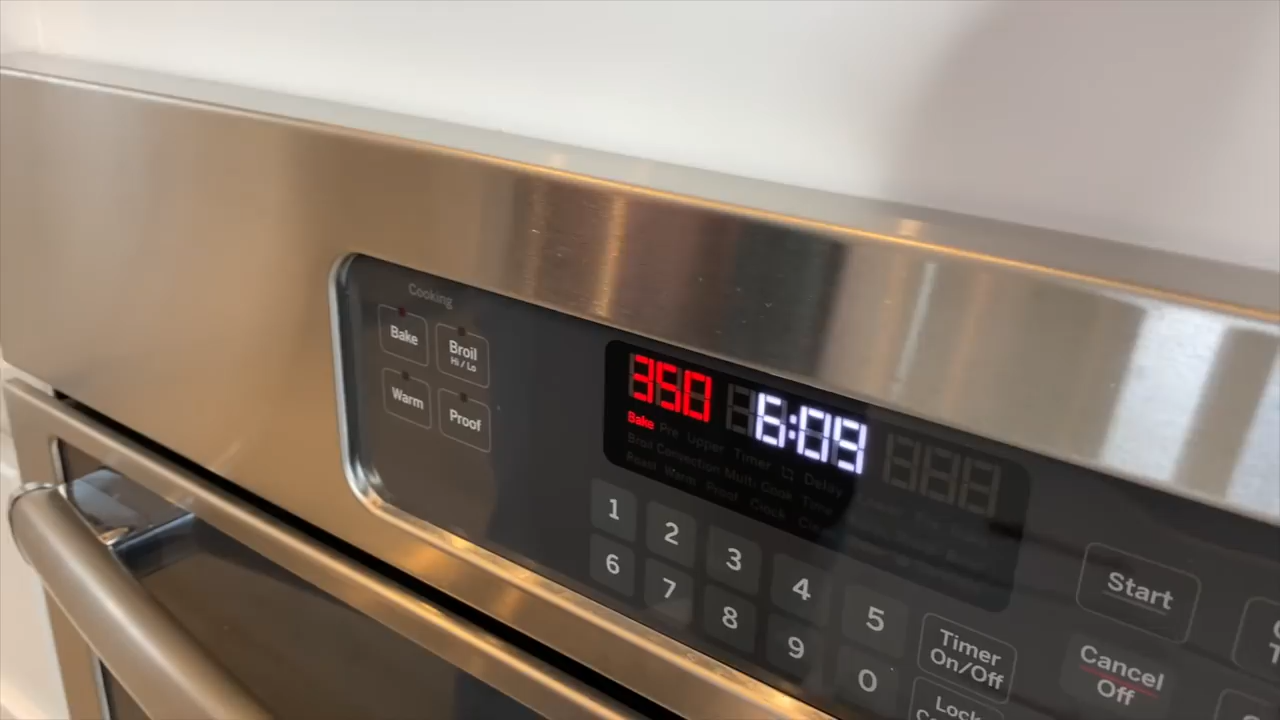 Cooking
Bake
Broil
Hi / Lo
Warm
Proof
350 6:09
Bake Pre Upper Timer Delay
Broil Convection Multi Cook Time
Roast Warm Proof Clock
1 2 3 4 5
6 7 8 9 0
Timer
On/Off
Start
Cancel
Off
Lock